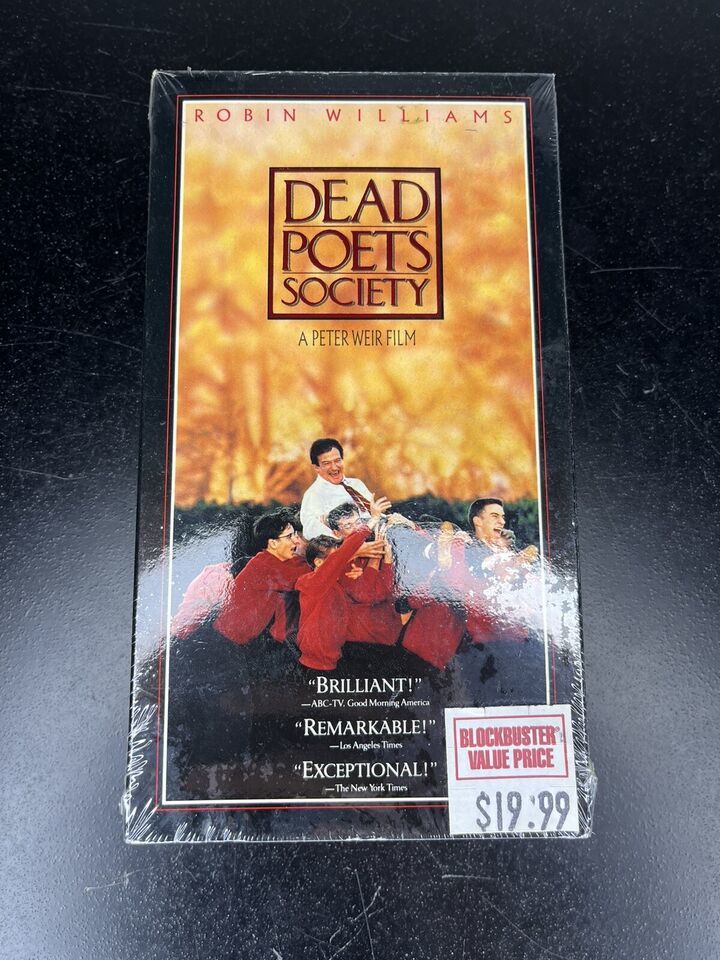 ROBIN WILLIAMS
DEAD
POETS
SOCIETY
A PETER WEIR FILM
“BRILLIANT!”
—ABC-TV, Good Morning America
“REMARKABLE!”
—Los Angeles Times
“EXCEPTIONAL!”
—The New York Times
BLOCKBUSTER®
VALUE PRICE
$19.99